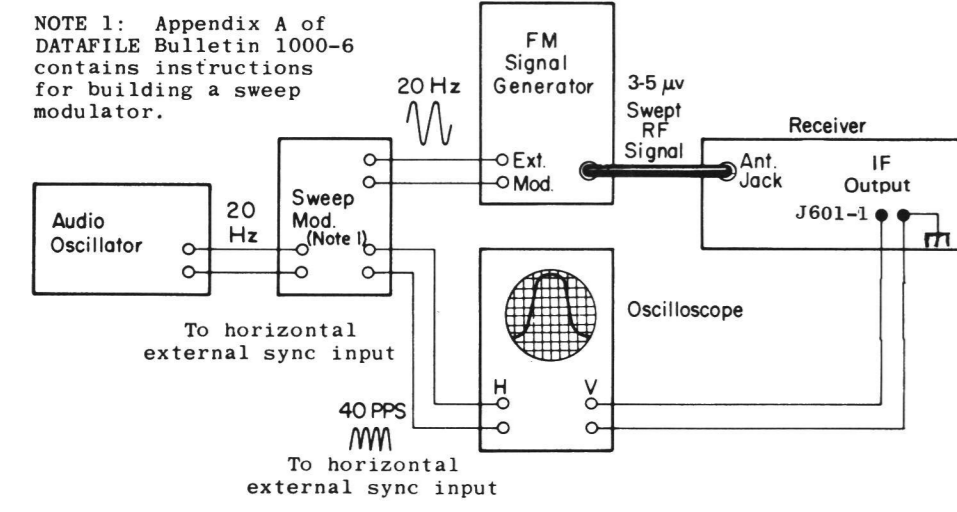 NOTE 1: Appendix A of
DATAFILE Bulletin 1000-6
contains instructions
for building a sweep
modulator.
20 Hz
FM
Signal
Generator
Ext.
Mod.
3-5 μv
Swept
RF
Signal
Receiver
Ant.
Jack
IF
Output
J601-1
Audio
Oscillator
20
Hz
Sweep
Mod.
(Note 1)
To horizontal
external sync input
Oscilloscope
H
V
40 PPS
To horizontal
external sync input